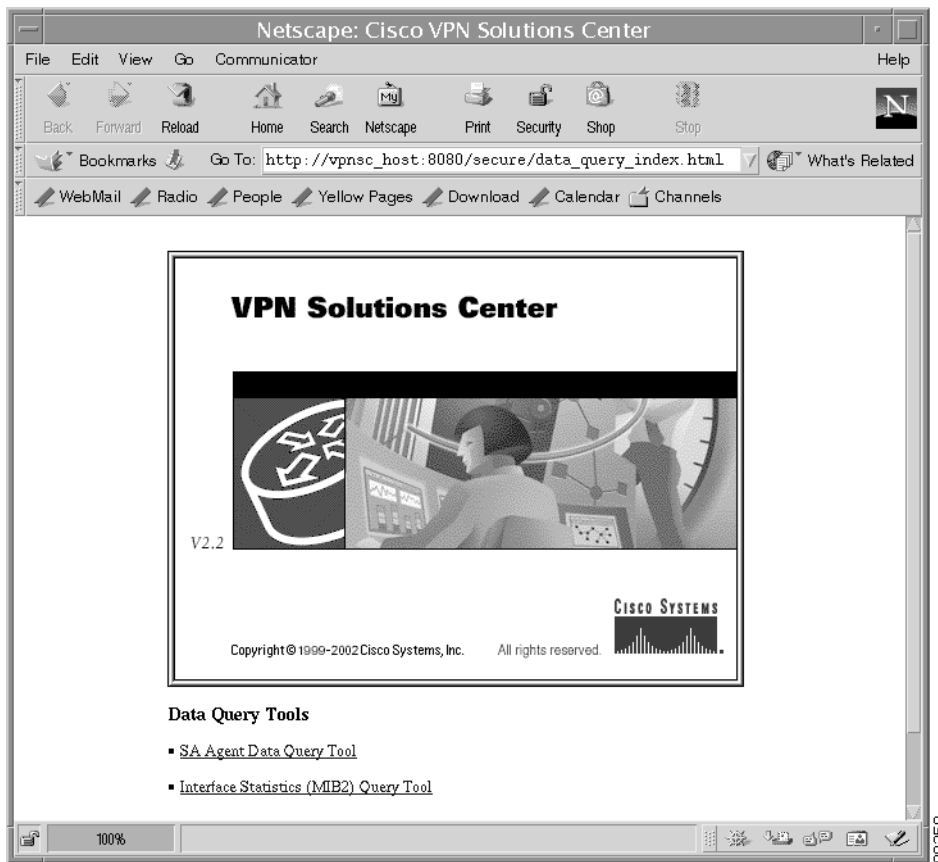 Netscape: Cisco VPN Solutions Center
File Edit View Go Communicator Help
My
N
Back Forward Reload Home Search Netscape Print Security Shop Stop
Bookmarks Go To: http://vpnsc_host:8080/secure/data_query_index.html What's Related
WebMail Radio People Yellow Pages Download Calendar Channels
VPN Solutions Center
V2.2
CISCO SYSTEMS
Copyright © 1999-2002 Cisco Systems, Inc. All rights reserved.
Data Query Tools
SA Agent Data Query Tool
Interface Statistics (MIB2) Query Tool
100%